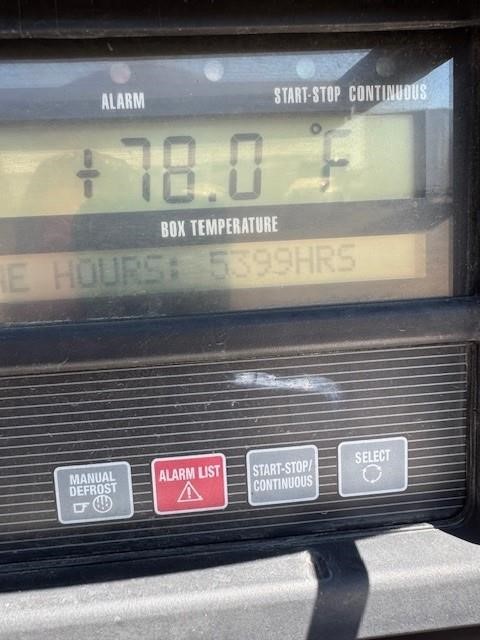 ALARM START-STOP CONTINUOUS
+78.0 °F
BOX TEMPERATURE
HOURS: 5399HRS
MANUAL
DEFROST
ALARM LIST
START-STOP/
CONTINUOUS
SELECT